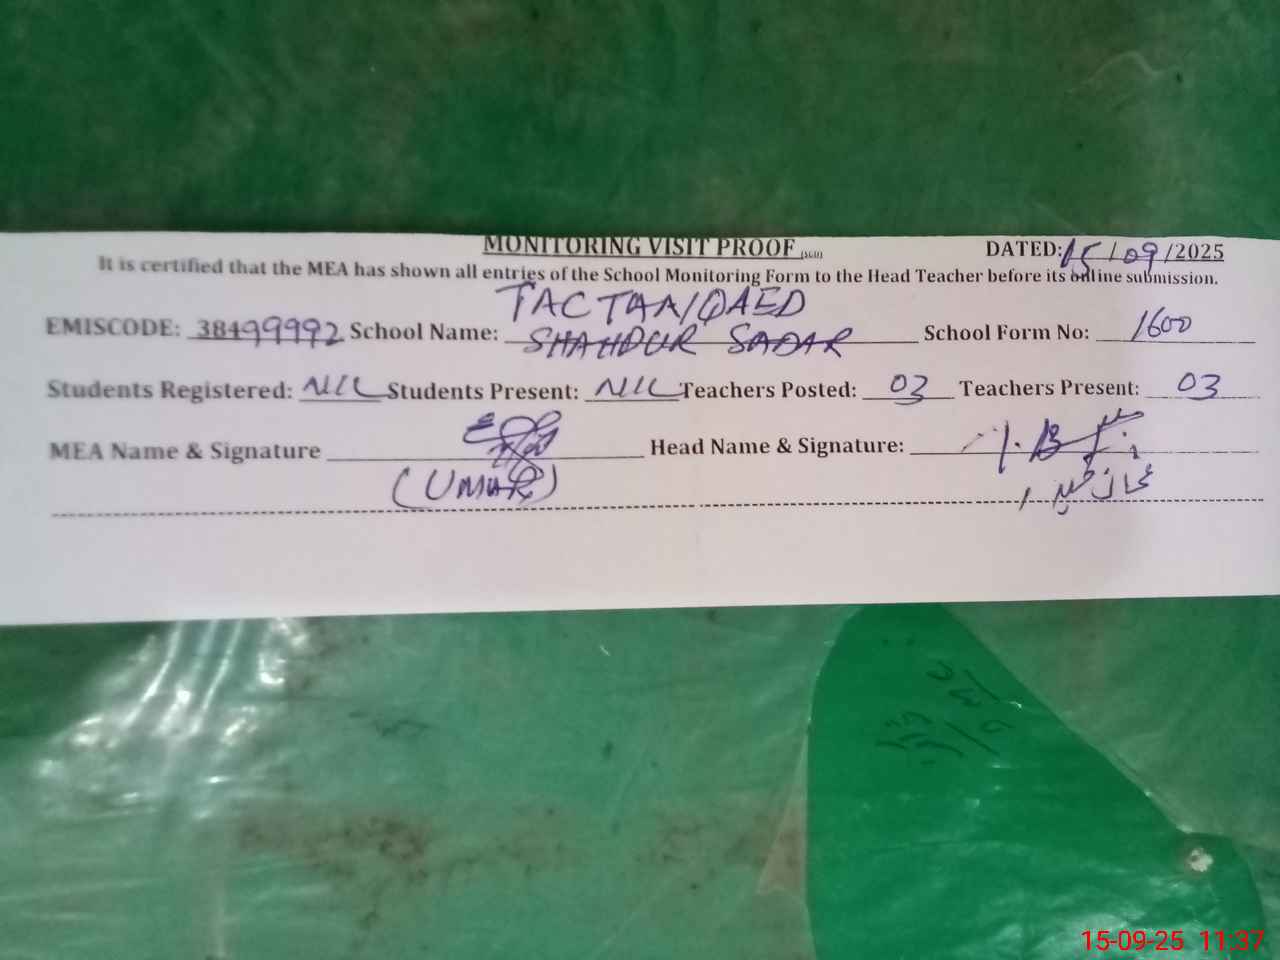 MONITORING VISIT PROOF (SGD) DATED: 15/09/2025
It is certified that the MEA has shown all entries of the School Monitoring Form to the Head Teacher before its online submission.
TAC TAA/QAED
EMISCODE: 38499992 School Name: SHAHPUR SADAR School Form No: 1600
Students Registered: NIL Students Present: NIL Teachers Posted: 03 Teachers Present: 03
MEA Name & Signature Head Name & Signature:
(UMAR)
15-09-25 11:37